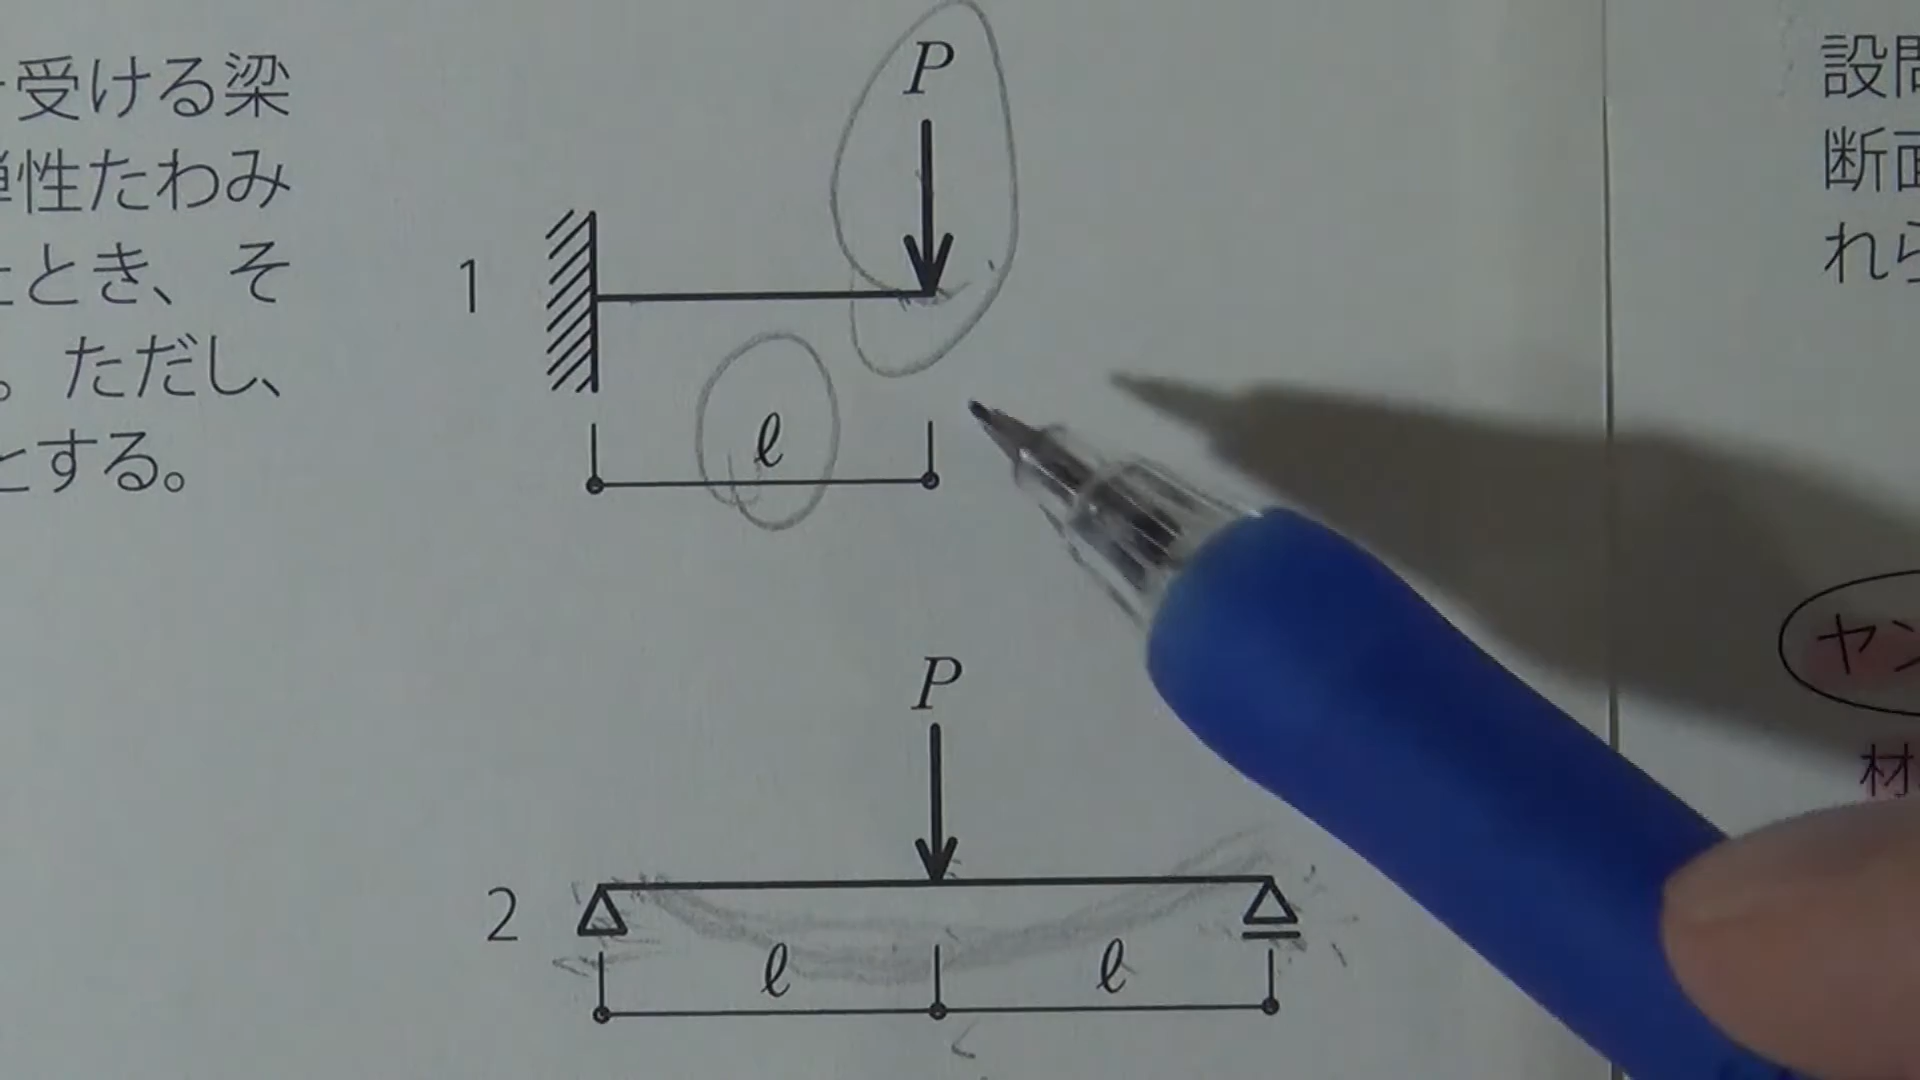 受ける梁
性たわみ
とき、そ
。ただし、
とする。
P
1
ℓ
P
2
ℓ ℓ
設問
断面
れら
ヤン
材